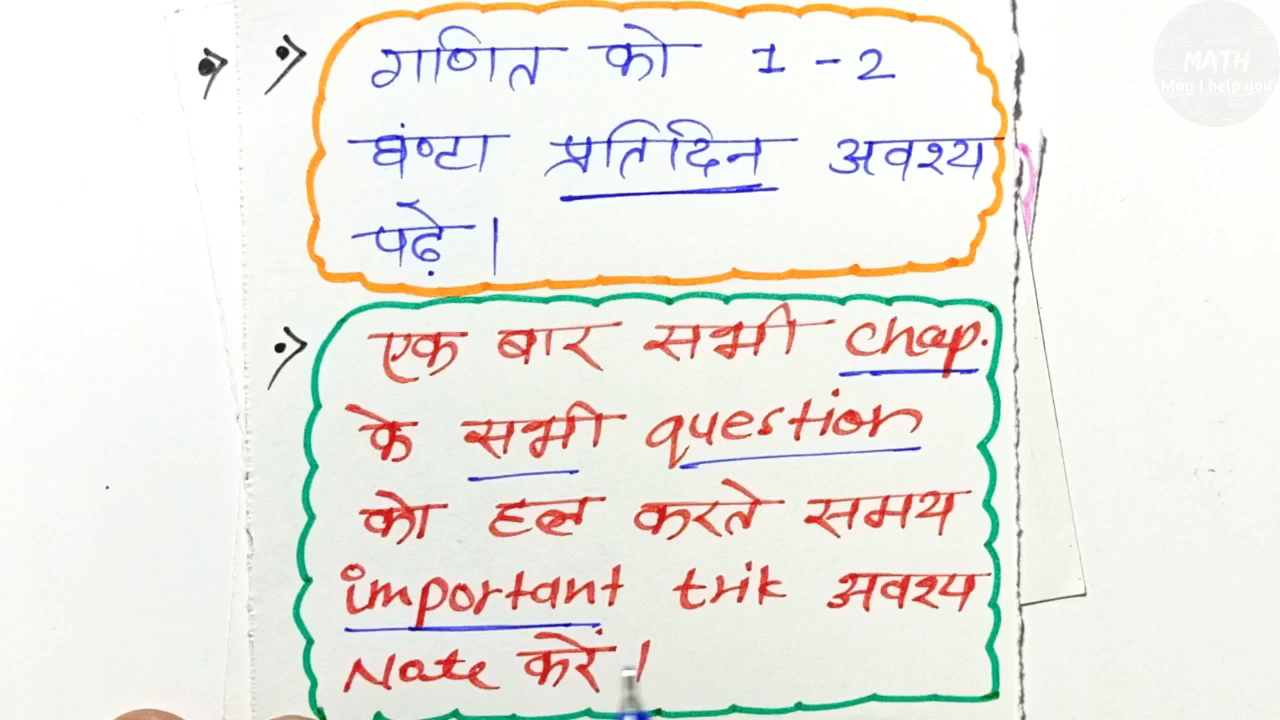 गणित को 1-2
घंण्टा प्रतिदिन अवश्य
पढ़े।
एक बार सभी chap.
के सभी question
को हल करते समय
important trik अवश्य
Note करें।
MATH
May I help you